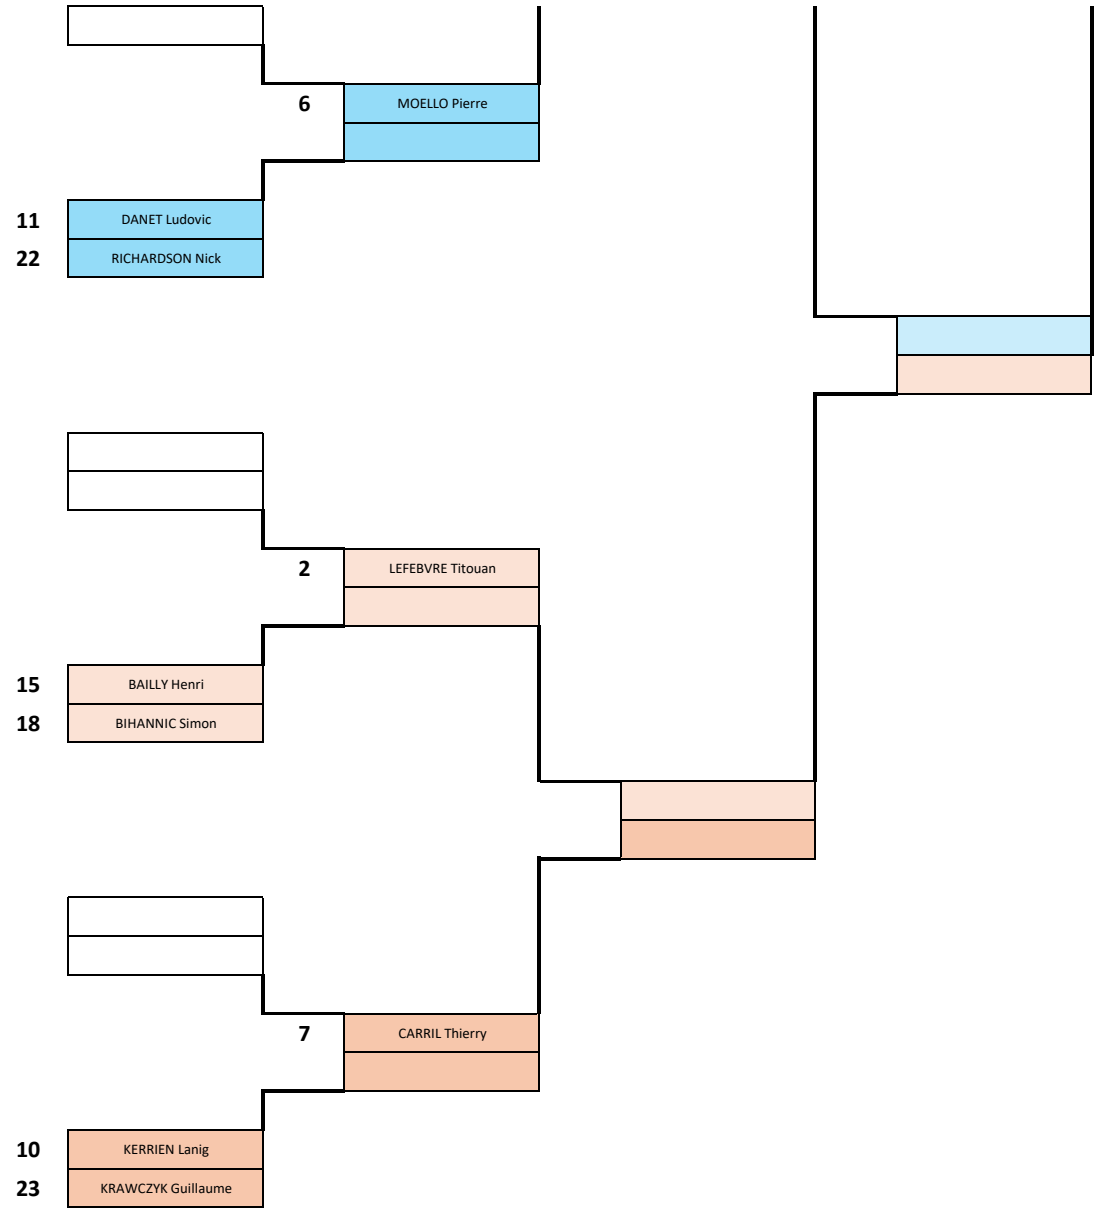 6 MOELLO Pierre
11 DANET Ludovic
22 RICHARDSON Nick
2 LEFEBVRE Titouan
15 BAILLY Henri
18 BIHANNIC Simon
7 CARRIL Thierry
10 KERRIEN Lanig
23 KRAWCZYK Guillaume